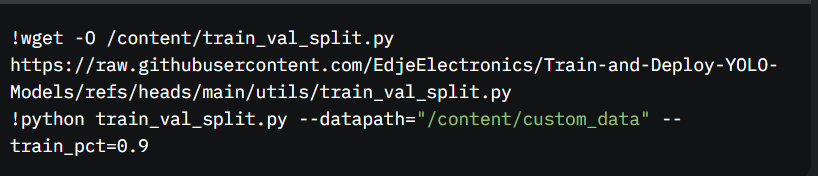 !wget -O /content/train_val_split.py
https://raw.githubusercontent.com/EdjeElectronics/Train-and-Deploy-YOLO-
Models/refs/heads/main/utils/train_val_split.py
!python train_val_split.py --datapath="/content/custom_data" --
train_pct=0.9